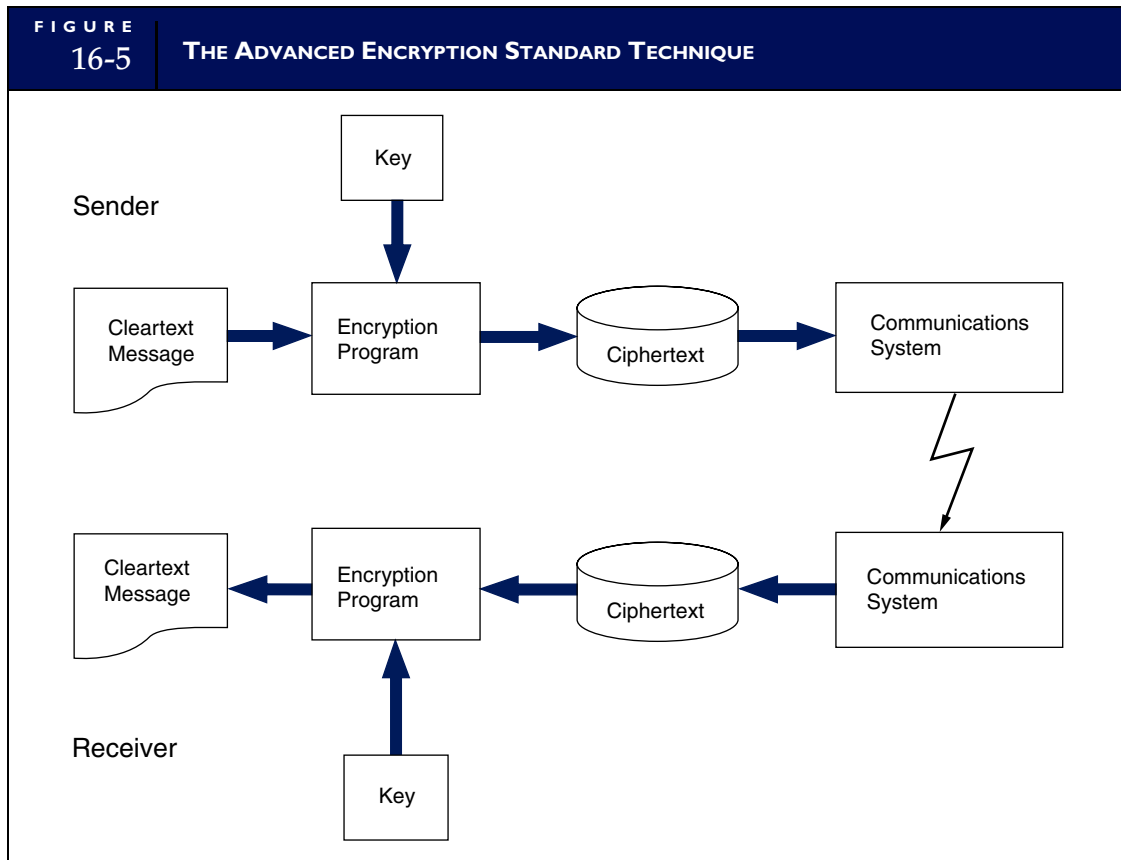 FIGURE
16-5
THE ADVANCED ENCRYPTION STANDARD TECHNIQUE
Key
Sender
Cleartext
Message
Encryption
Program
Ciphertext
Communications
System
Cleartext
Message
Encryption
Program
Ciphertext
Communications
System
Receiver
Key